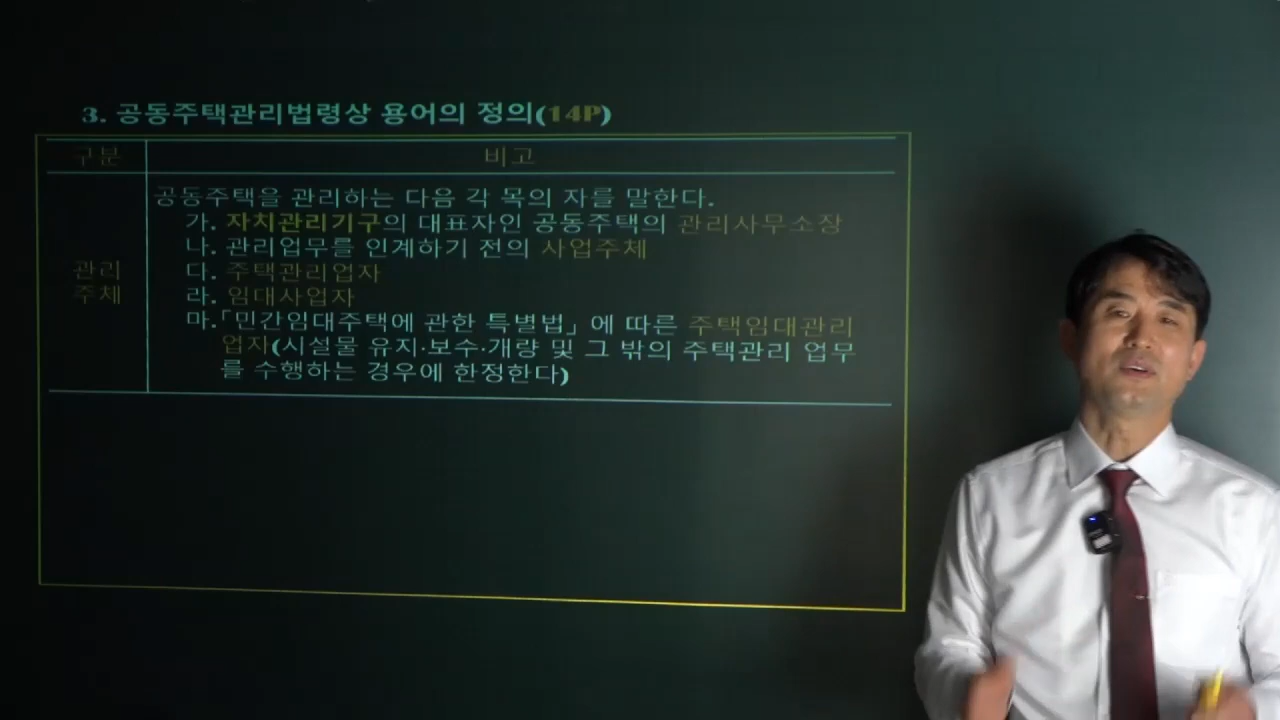 3. 공동주택관리법령상 용어의 정의(14P)
구분
비고
공동주택을 관리하는 다음 각 목의 자를 말한다.
가. 자치관리기구의 대표자인 공동주택의 관리사무소장
나. 관리업무를 인계하기 전의 사업주체
관리
주체
다. 주택관리업자
라. 임대사업자
마.「민간임대주택에 관한 특별법」에 따른 주택임대관리
업자(시설물 유지·보수·개량 및 그 밖의 주택관리 업무
를 수행하는 경우에 한정한다)